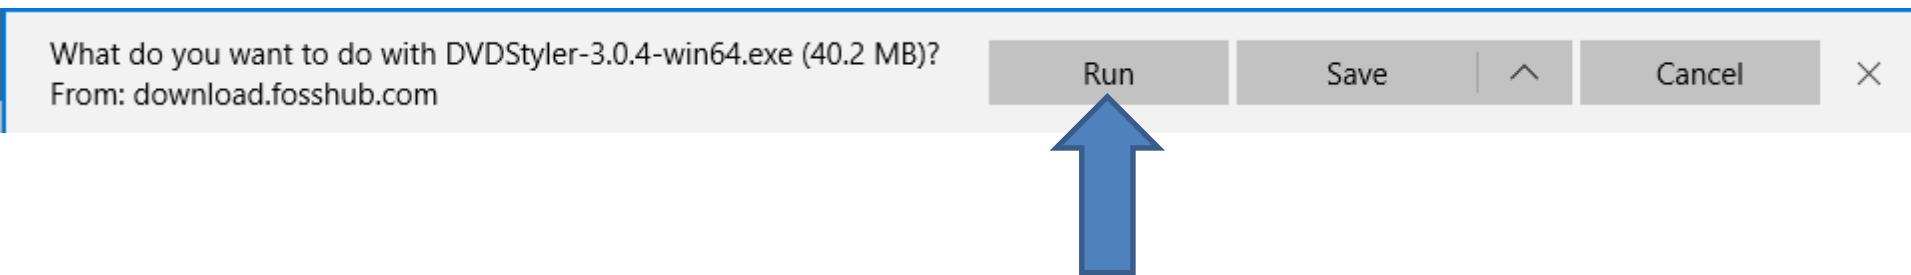 What do you want to do with DVDStyler-3.0.4-win64.exe (40.2 MB)?
From: download.fosshub.com
Run
Save
Cancel